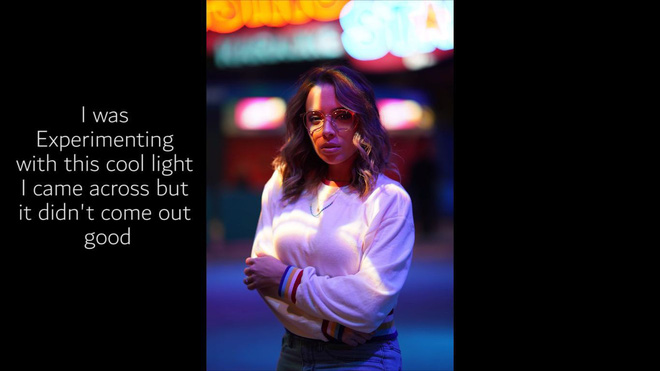 I was
Experimenting
with this cool light
I came across but
it didn't come out
good